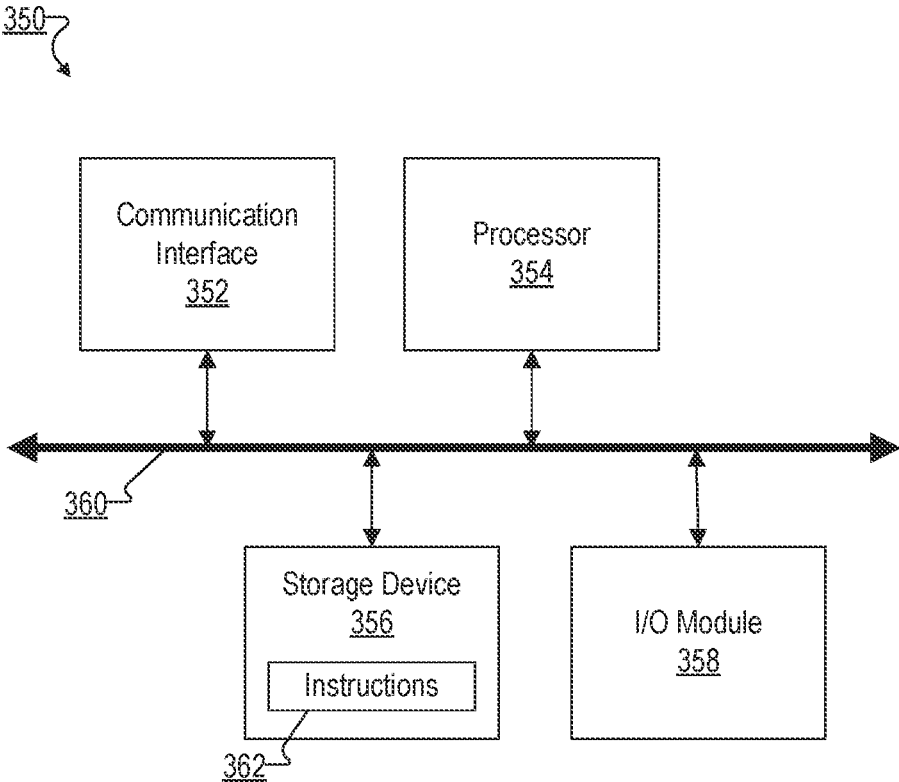 350
Communication
Interface
352
Processor
354
360
Storage Device
356
Instructions
362
I/O Module
358